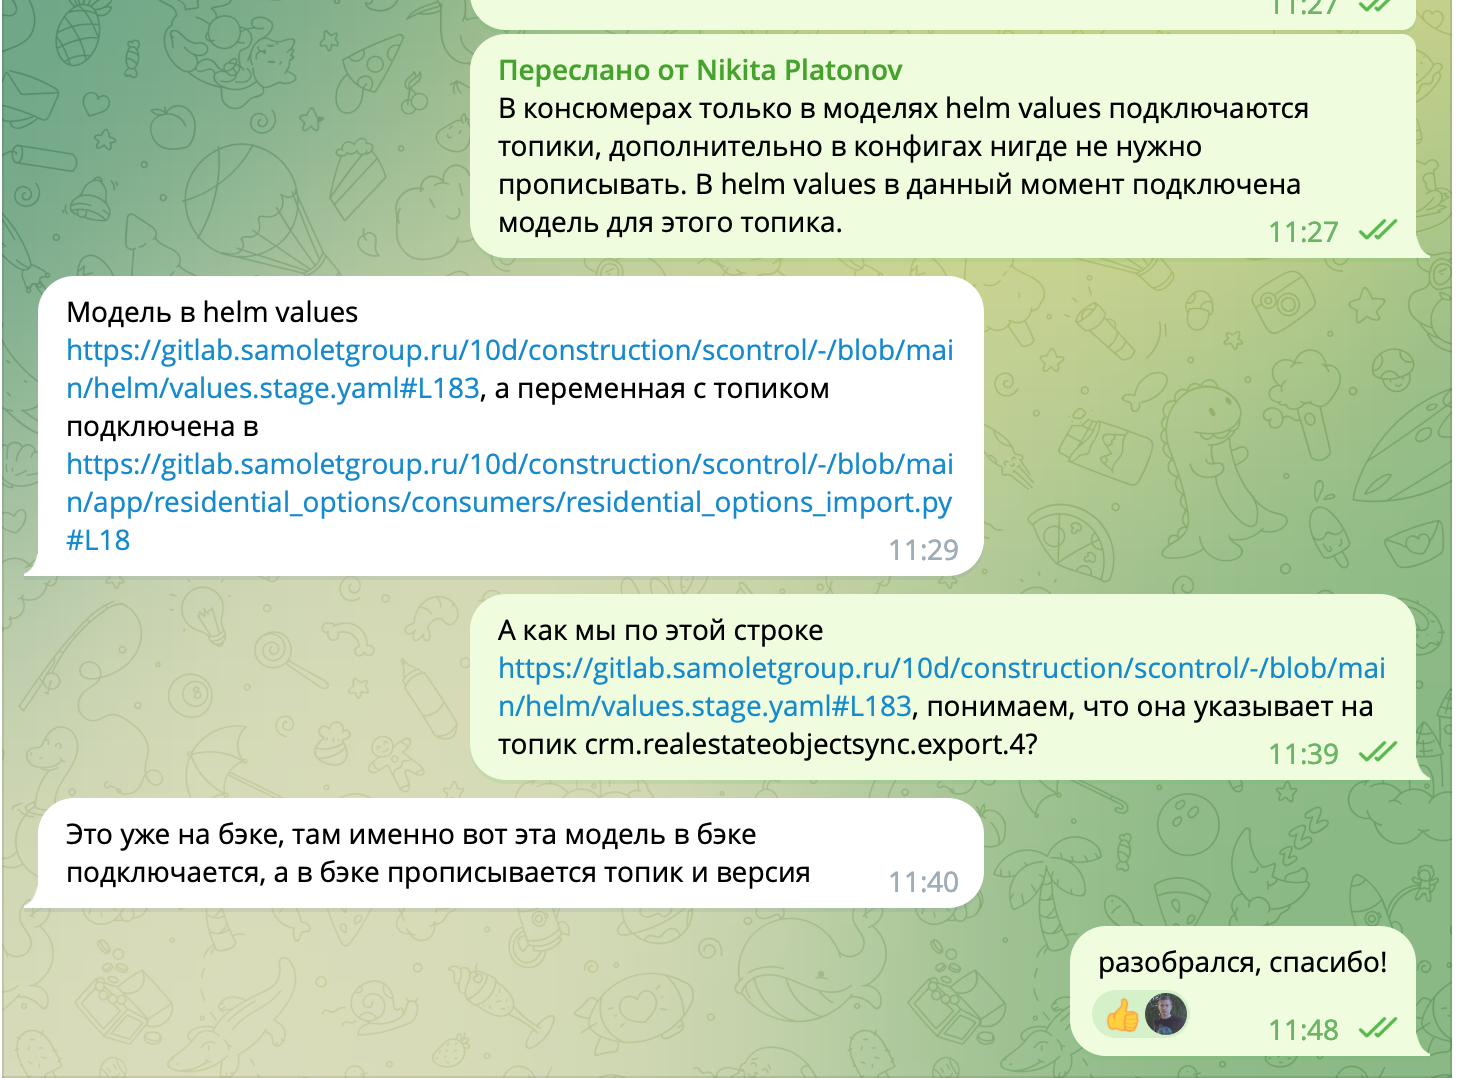 11:27
Переслано от Nikita Platonov
В консюмерах только в моделях helm values подключаются
топики, дополнительно в конфигах нигде не нужно
прописывать. В helm values в данный момент подключена
модель для этого топика.
11:27
Модель в helm values
https://gitlab.samoletgroup.ru/10d/construction/scontrol/-/blob/mai
n/helm/values.stage.yaml#L183, а переменная с топиком
подключена в
https://gitlab.samoletgroup.ru/10d/construction/scontrol/-/blob/mai
n/app/residential_options/consumers/residential_options_import.py
#L18
11:29
А как мы по этой строке
https://gitlab.samoletgroup.ru/10d/construction/scontrol/-/blob/mai
n/helm/values.stage.yaml#L183, понимаем, что она указывает на
топик crm.realestateobjectsync.export.4?
11:39
Это уже на бэке, там именно вот эта модель в бэке
подключается, а в бэке прописывается топик и версия
11:40
разобрался, спасибо!
11:48